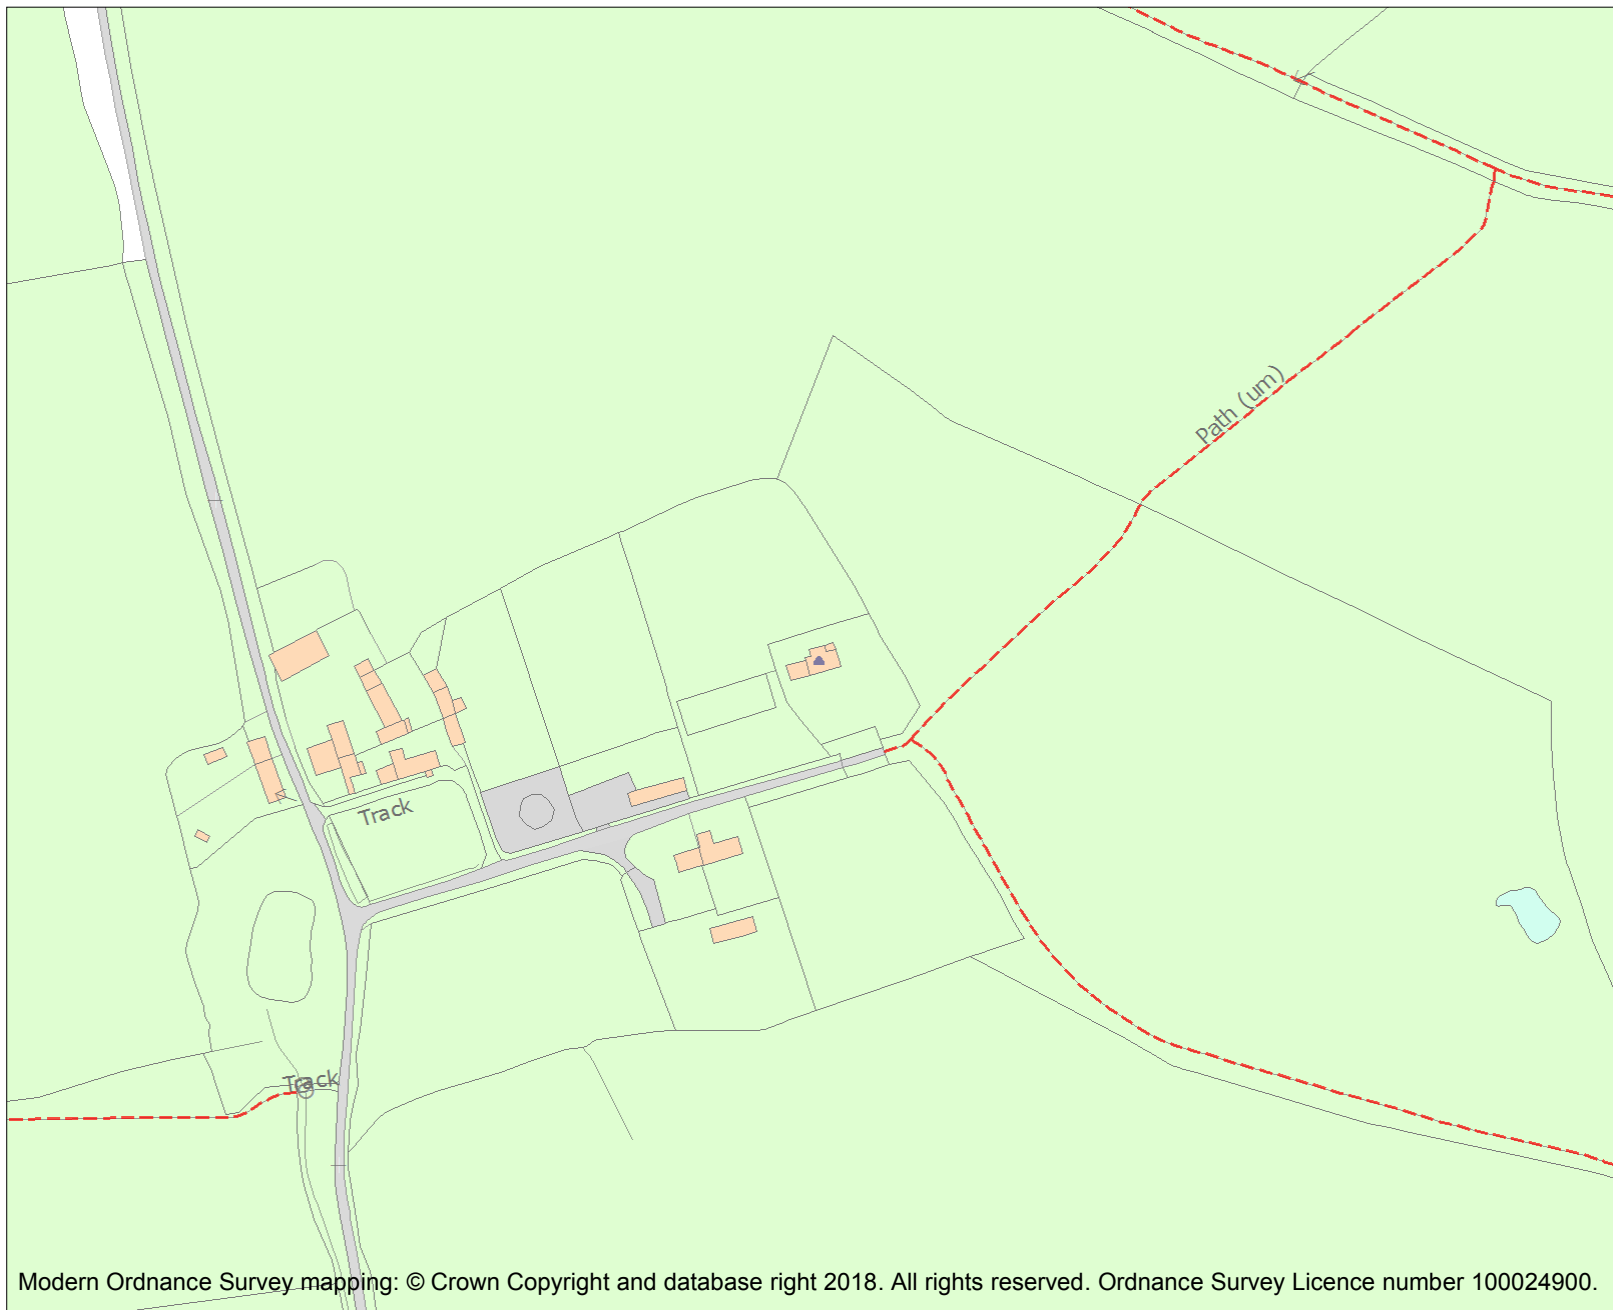 Path (um)
Track
Track
Modern Ordnance Survey mapping: © Crown Copyright and database right 2018. All rights reserved. Ordnance Survey Licence number 100024900.